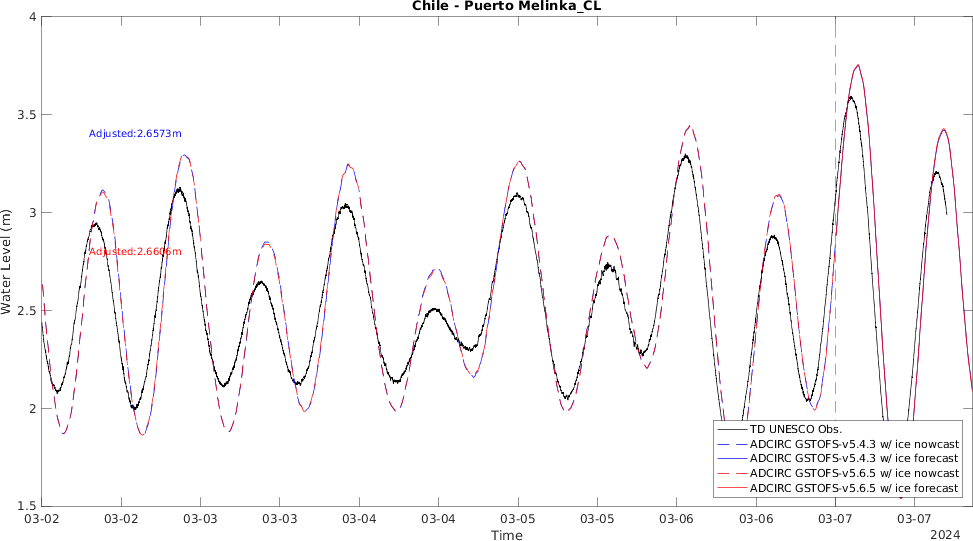 Chile - Puerto Melinka_CL
4
3.5
3
2.5
2
1.5
Water Level (m)
Adjusted:2.6573m
Adjusted:2.6606m
TD UNESCO Obs.
ADCIRC GSTOFS-v5.4.3 w/ ice nowcast
ADCIRC GSTOFS-v5.4.3 w/ ice forecast
ADCIRC GSTOFS-v5.6.5 w/ ice nowcast
ADCIRC GSTOFS-v5.6.5 w/ ice forecast
03-02 03-02 03-03 03-03 03-04 03-04 03-05 03-05 03-06 03-06 03-07 03-07
Time
2024